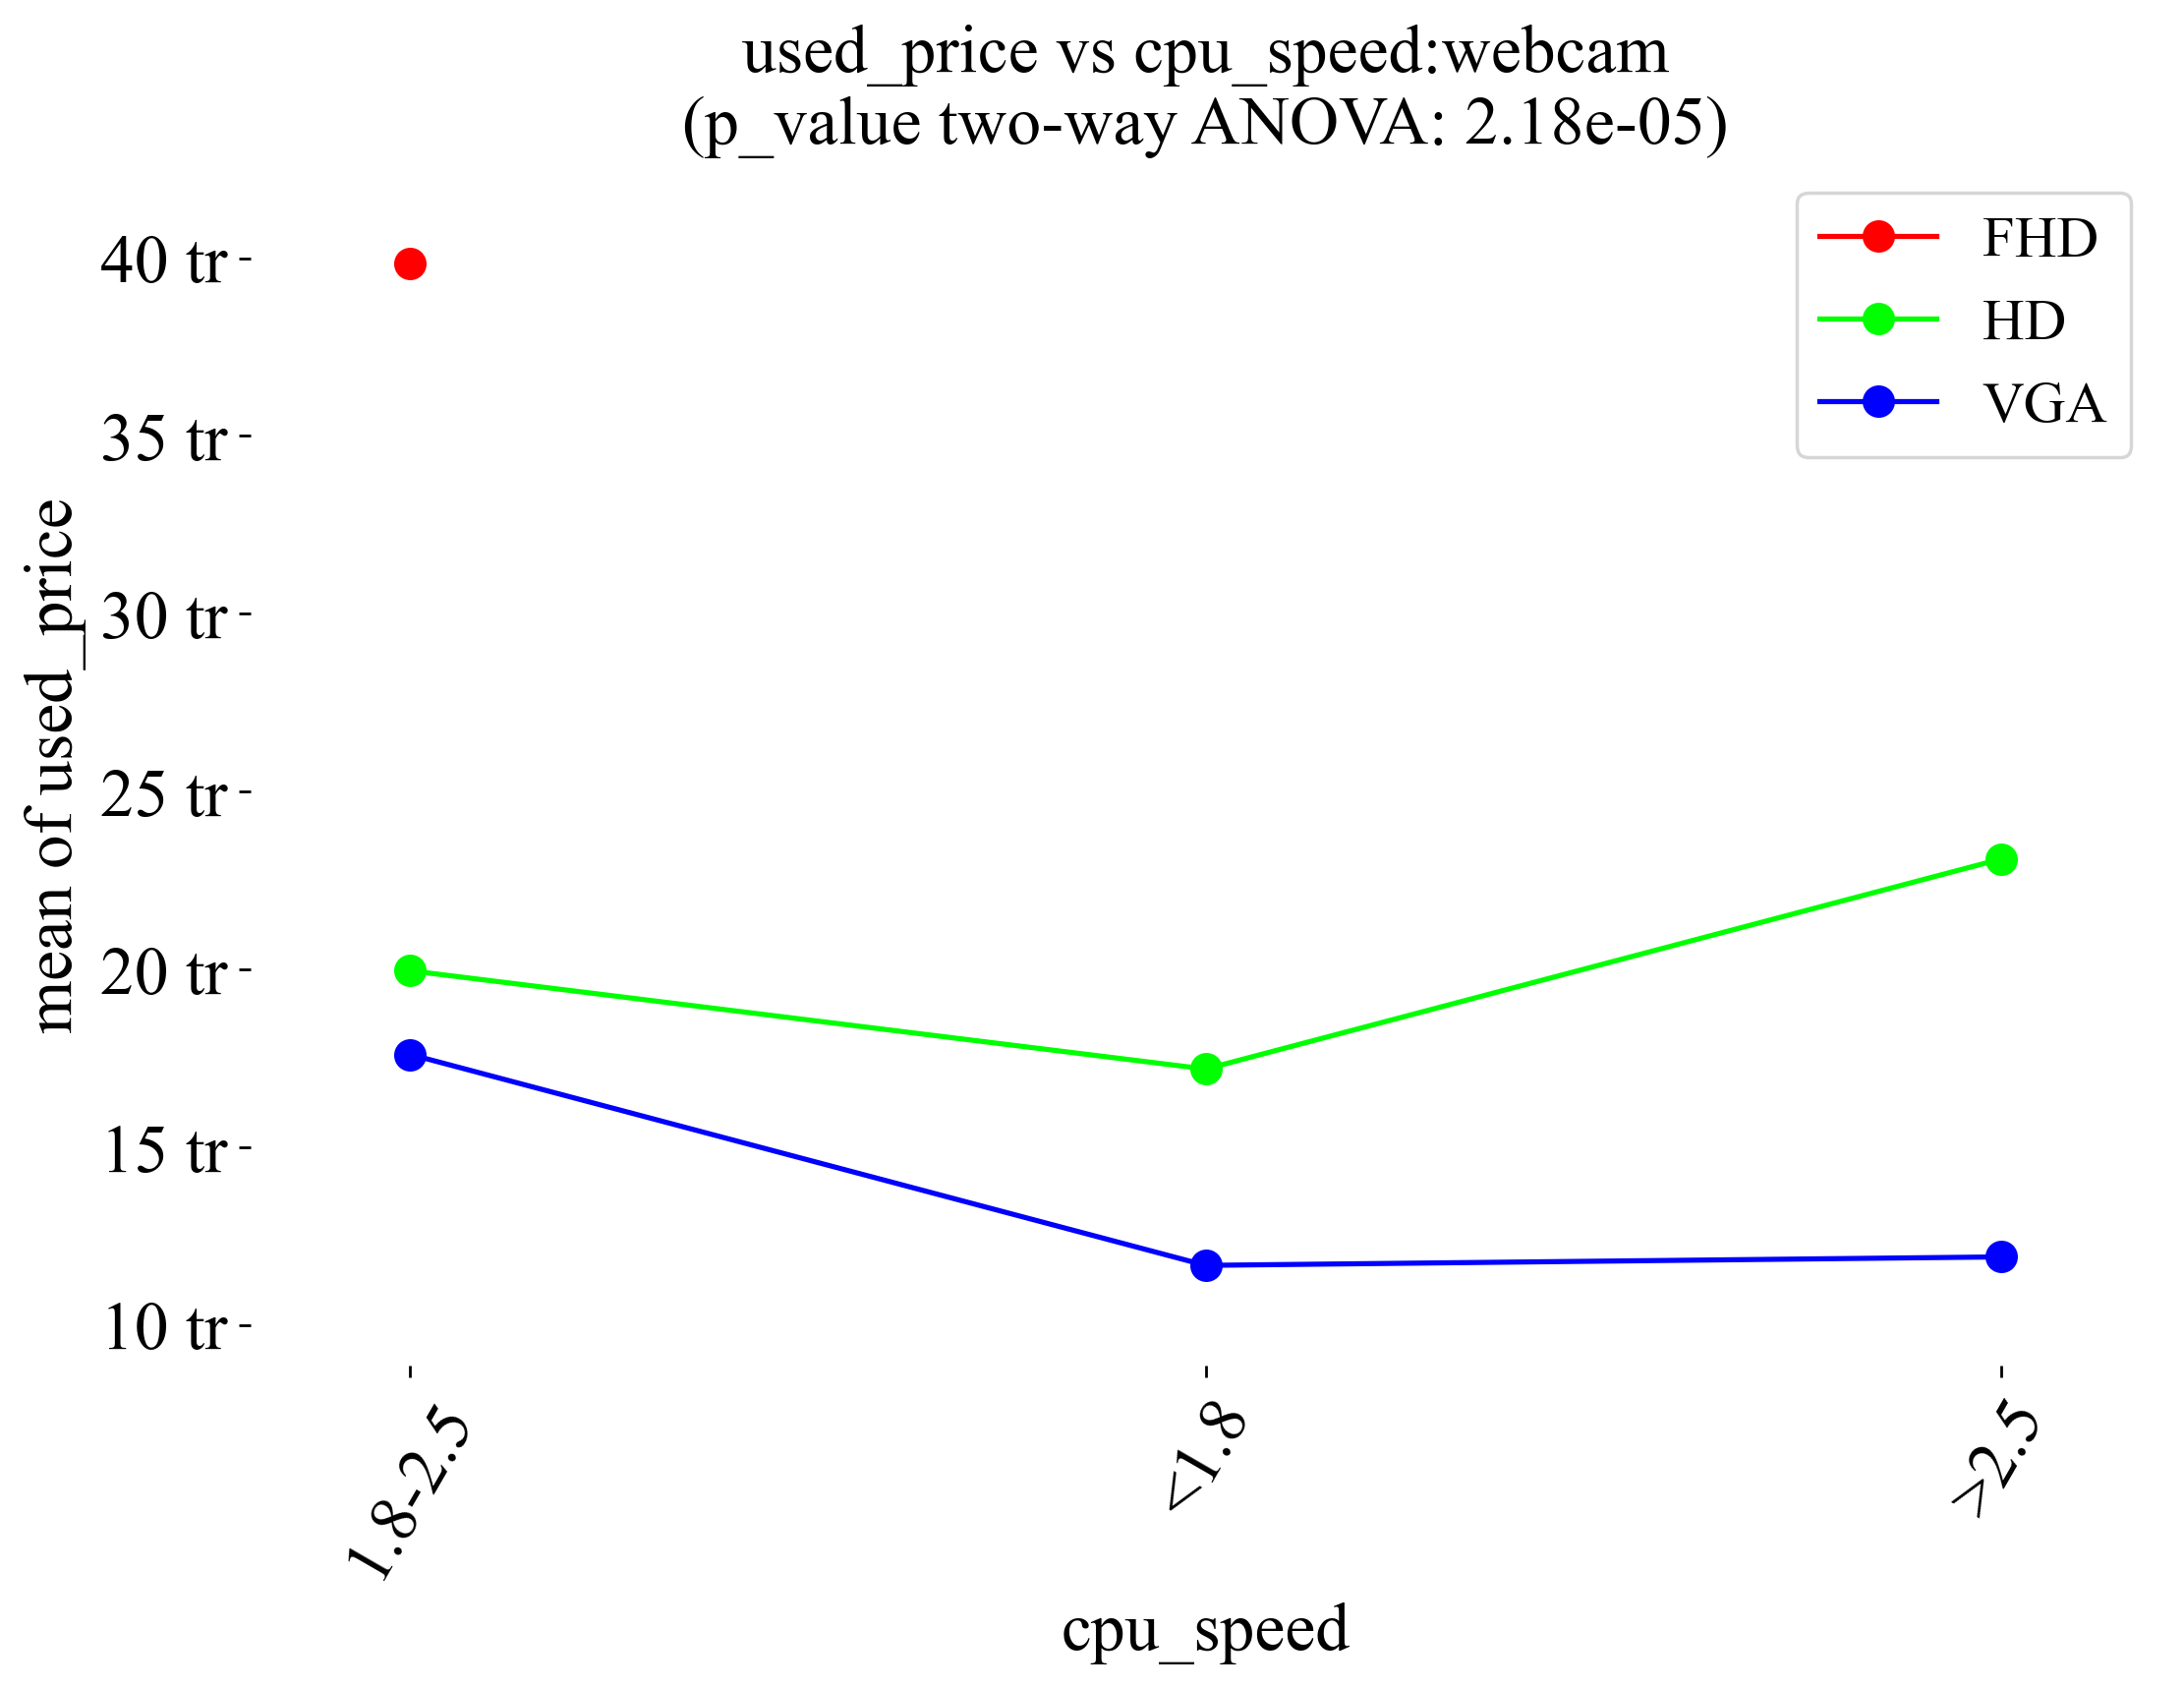 used_price vs cpu_speed:webcam
(p_value two-way ANOVA: 2.18e-05)
FHD
HD
VGA
mean of used_price
40 tr
35 tr
30 tr
25 tr
20 tr
15 tr
10 tr
1.8-2.5
<1.8
>2.5
cpu_speed